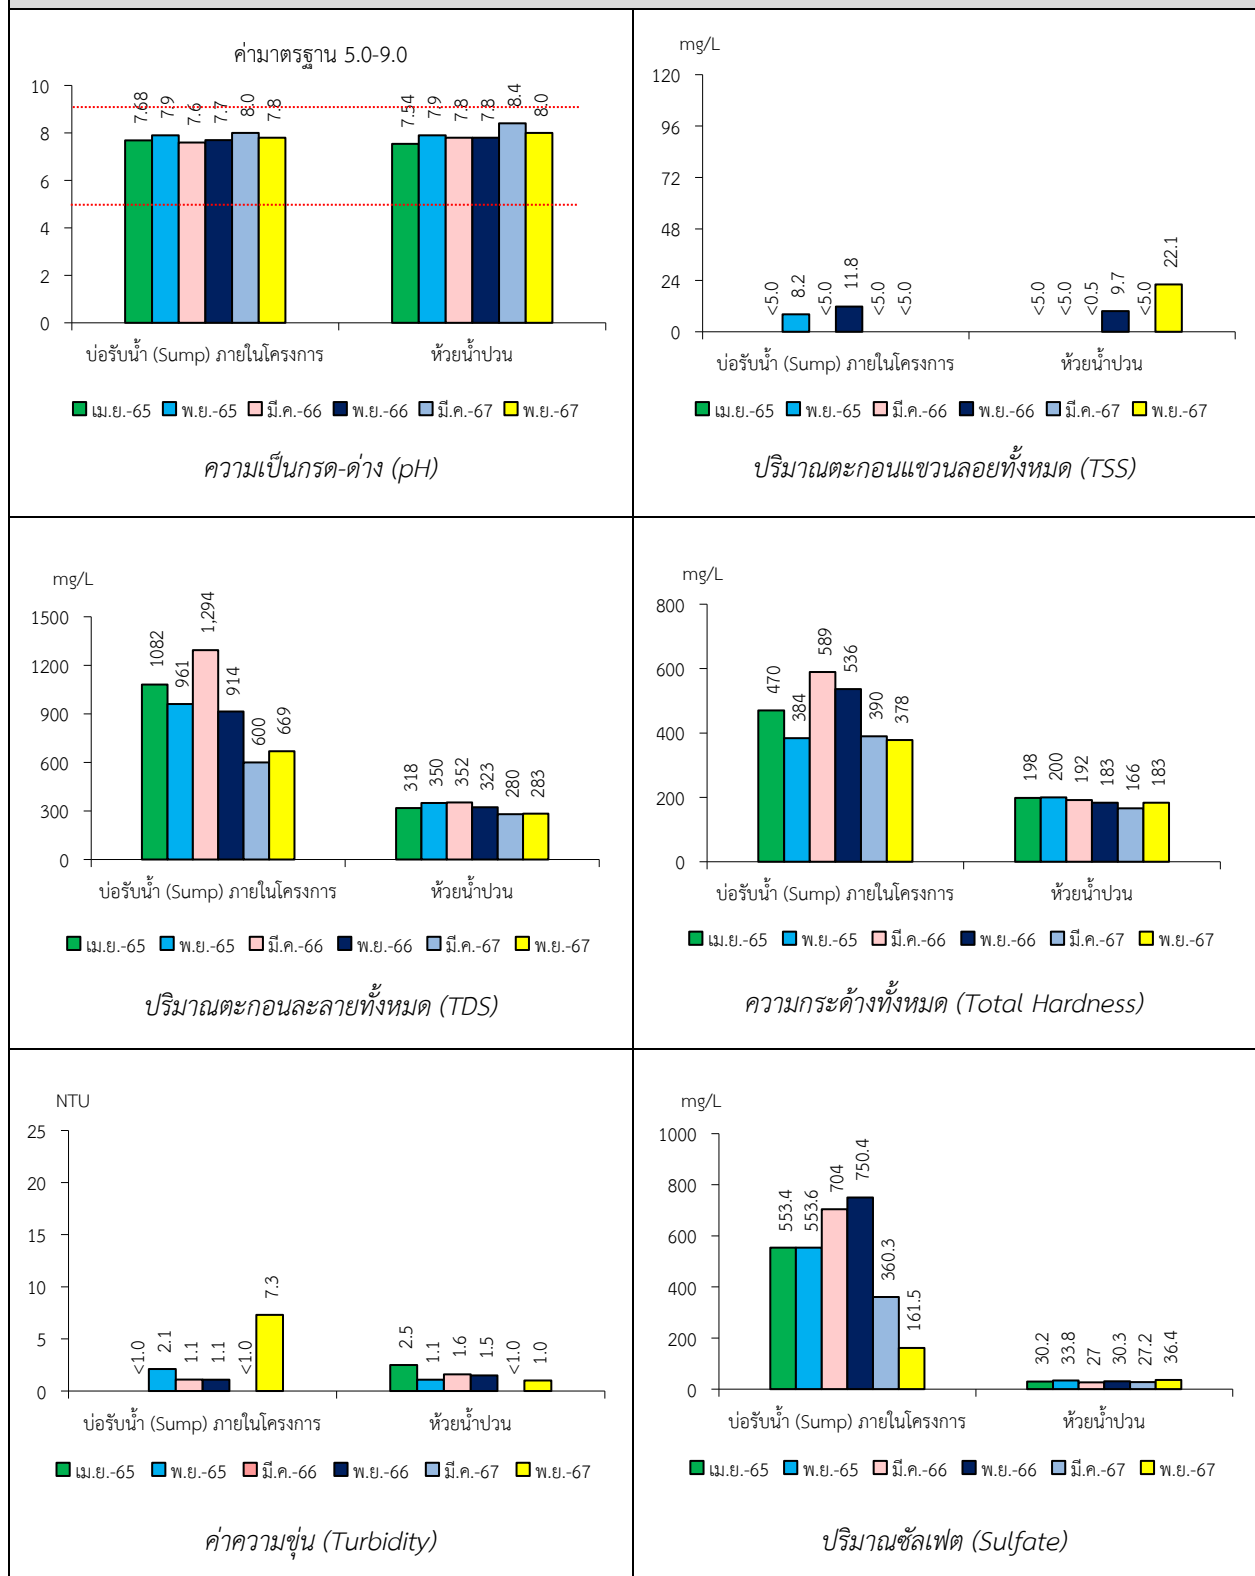 ค่ามาตรฐาน 5.0-9.0
10
8
6
4
2
0
7.68 7.9 7.6 7.7 8.0 7.8
7.54 7.9 7.8 7.8 8.4 8.0
บ่อรับน้ำ (Sump) ภายในโครงการ ห้วยน้ำปวน
เม.ย.-65 พ.ย.-65 มี.ค.-66 พ.ย.-66 มี.ค.-67 พ.ย.-67
ความเป็นกรด-ด่าง (pH)
mg/L
120
96
72
48
24
0
<5.0 8.2 <5.0 11.8 <5.0 <5.0
<5.0 <5.0 <0.5 9.7 <5.0 22.1
บ่อรับน้ำ (Sump) ภายในโครงการ ห้วยน้ำปวน
เม.ย.-65 พ.ย.-65 มี.ค.-66 พ.ย.-66 มี.ค.-67 พ.ย.-67
ปริมาณตะกอนแขวนลอยทั้งหมด (TSS)
mg/L
1500
1200
900
600
300
0
1082 961 1,294 914 600 669
318 350 352 323 280 283
บ่อรับน้ำ (Sump) ภายในโครงการ ห้วยน้ำปวน
เม.ย.-65 พ.ย.-65 มี.ค.-66 พ.ย.-66 มี.ค.-67 พ.ย.-67
ปริมาณตะกอนละลายทั้งหมด (TDS)
mg/L
800
600
400
200
0
470 384 589 536 390 378
198 200 192 183 166 183
บ่อรับน้ำ (Sump) ภายในโครงการ ห้วยน้ำปวน
เม.ย.-65 พ.ย.-65 มี.ค.-66 พ.ย.-66 มี.ค.-67 พ.ย.-67
ความกระด้างทั้งหมด (Total Hardness)
NTU
25
20
15
10
5
0
<1.0 2.1 1.1 1.1 <1.0 7.3
2.5 1.1 1.6 1.5 <1.0 1.0
บ่อรับน้ำ (Sump) ภายในโครงการ ห้วยน้ำปวน
เม.ย.-65 พ.ย.-65 มี.ค.-66 พ.ย.-66 มี.ค.-67 พ.ย.-67
ค่าความขุ่น (Turbidity)
mg/L
1000
800
600
400
200
0
553.4 553.6 704 750.4 360.3 161.5
30.2 33.8 27 30.3 27.2 36.4
บ่อรับน้ำ (Sump) ภายในโครงการ ห้วยน้ำปวน
เม.ย.-65 พ.ย.-65 มี.ค.-66 พ.ย.-66 มี.ค.-67 พ.ย.-67
ปริมาณซัลเฟต (Sulfate)